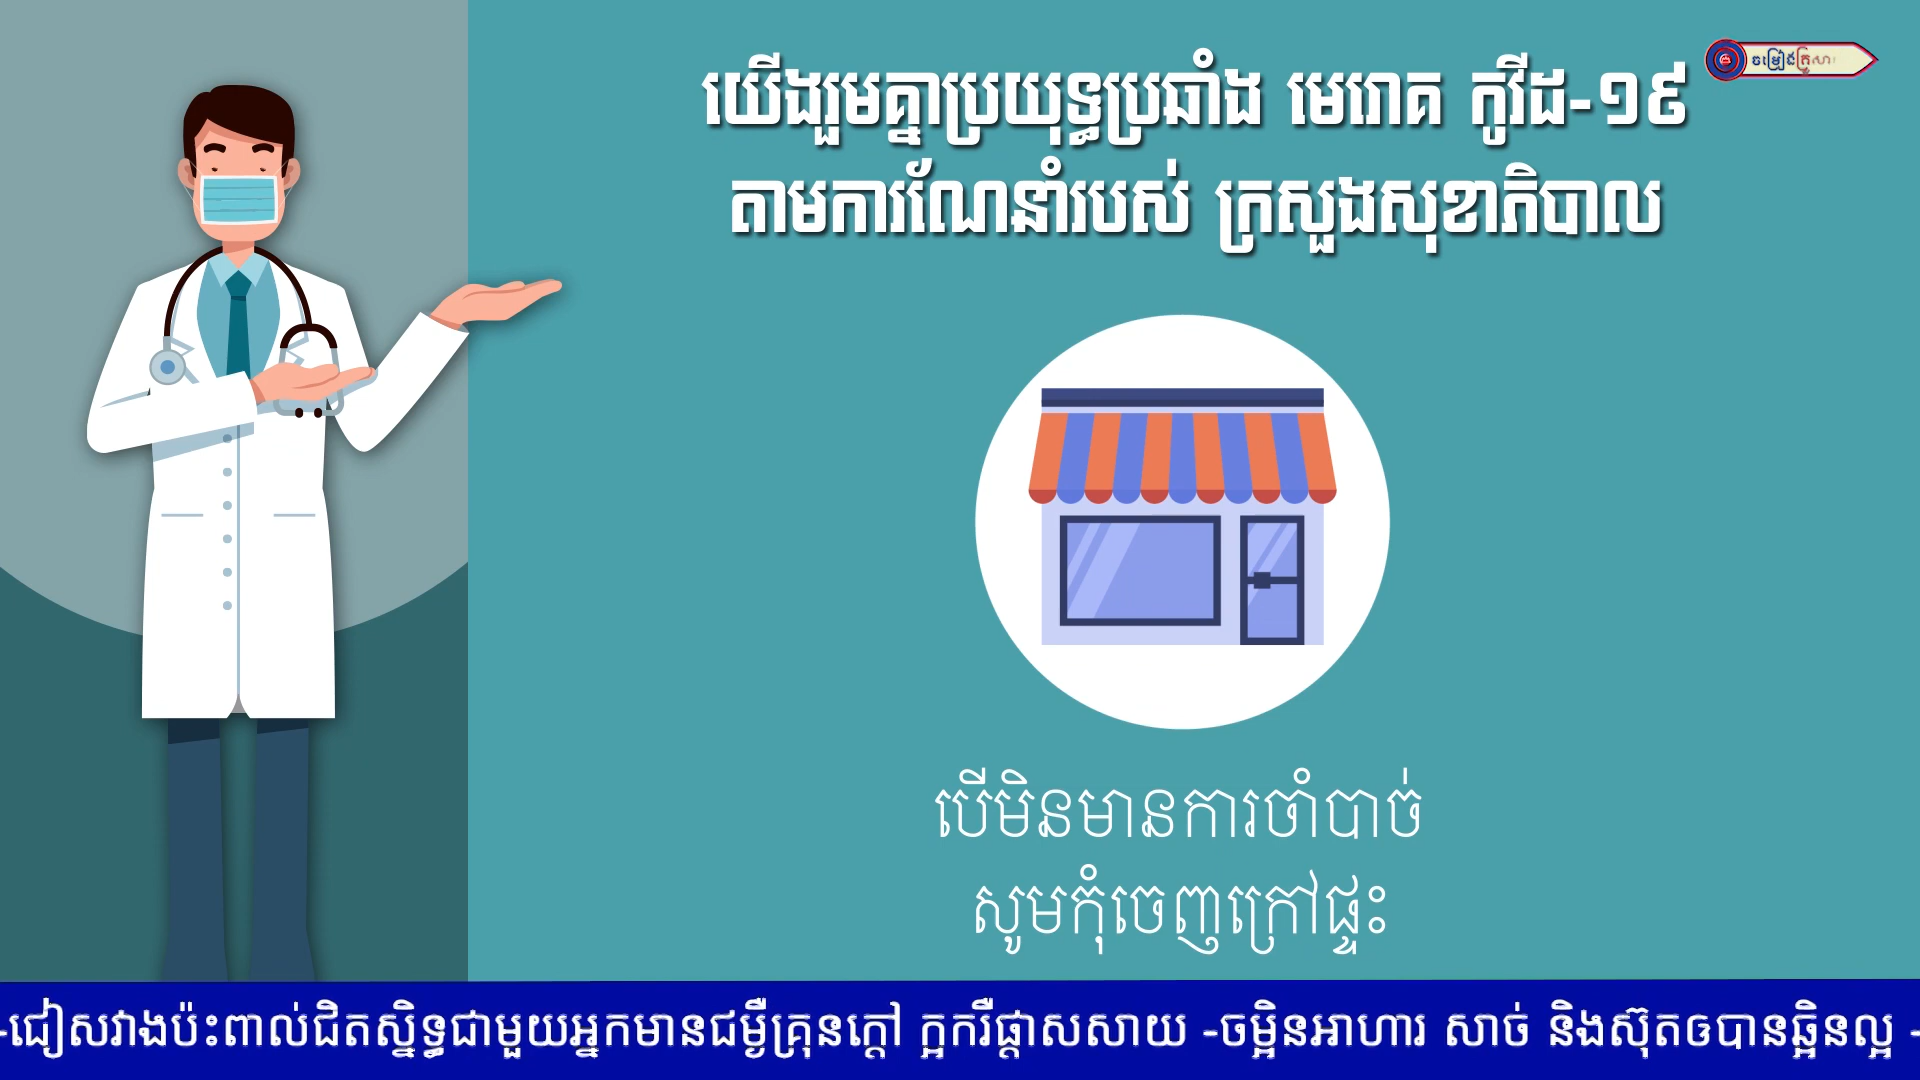 យើងរួមគ្នាប្រយុទ្ធប្រឆាំង មេរោគ កូវីដ-១៩
តាមការណែនាំរបស់ ក្រសួងសុខាភិបាល
បើមិនមានការចាំបាច់
សូមកុំចេញក្រៅផ្ទះ
-ជៀសវាងប៉ះពាល់ជិតស្និទ្ធជាមួយអ្នកមានជម្ងឺគ្រុនក្តៅ ក្អករឺផ្តាសសាយ -ចម្អិនអាហារ សាច់ និងស៊ុតឲបានឆ្អិនល្អ -